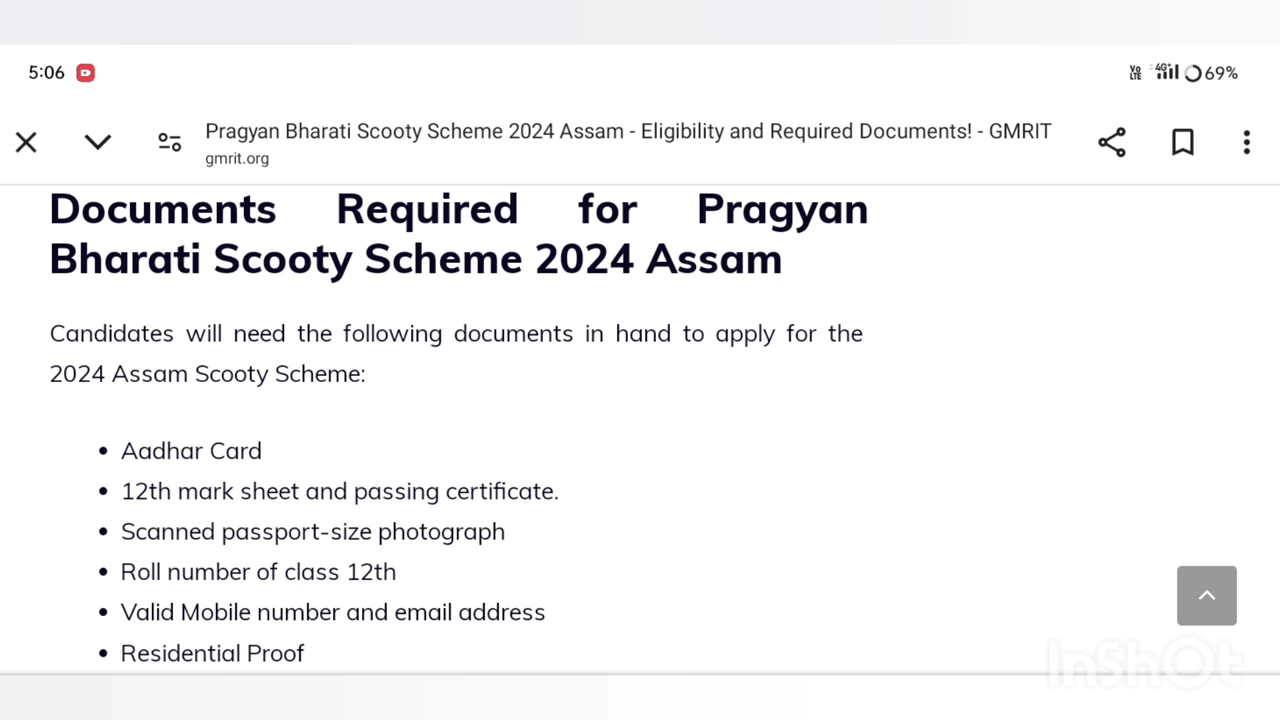 5:06
Vo LTE 4G+ 69%
Pragyan Bharati Scooty Scheme 2024 Assam - Eligibility and Required Documents! - GMRIT
gmrit.org
Documents Required for Pragyan
Bharati Scooty Scheme 2024 Assam
Candidates will need the following documents in hand to apply for the
2024 Assam Scooty Scheme:
• Aadhar Card
• 12th mark sheet and passing certificate.
• Scanned passport-size photograph
• Roll number of class 12th
• Valid Mobile number and email address
• Residential Proof
InShOt